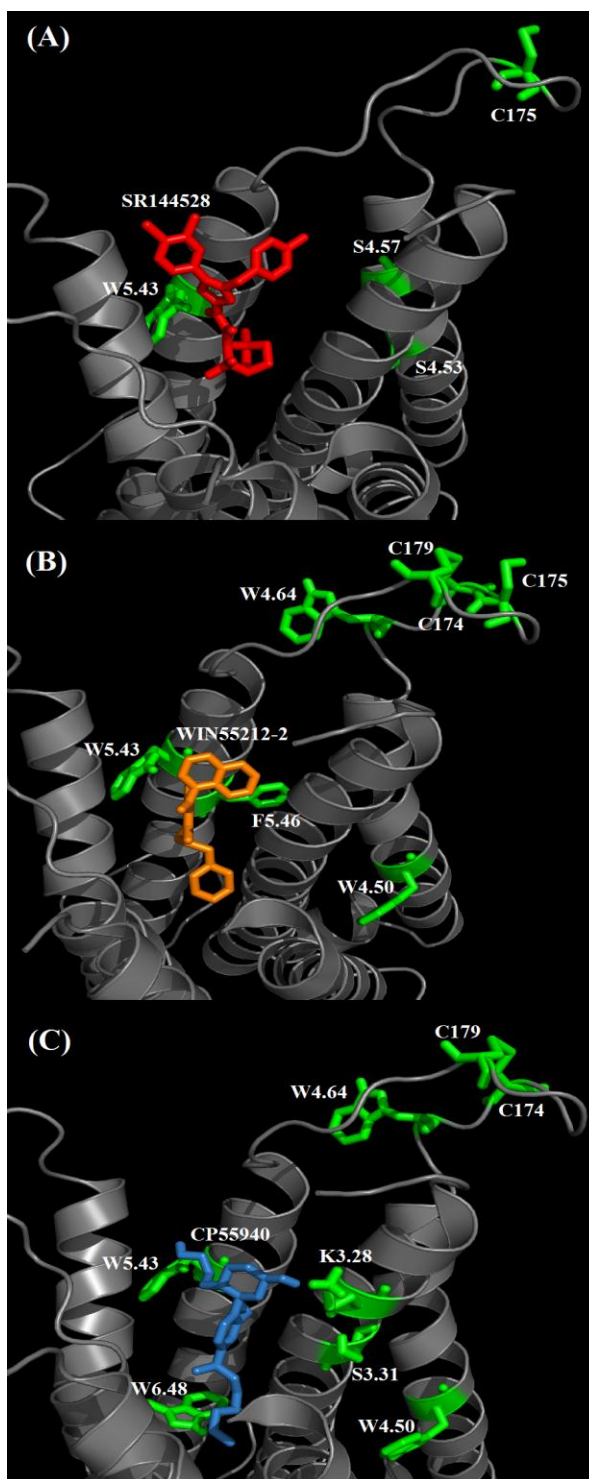 (A)
C175
SR144528
S4.57
W5.43
S4.53
(B)
C179
W4.64
C175
C174
WIN55212-2
W5.43
F5.46
W4.50
(C)
C179
W4.64
C174
CP55940
W5.43
K3.28
S3.31
W6.48
W4.50